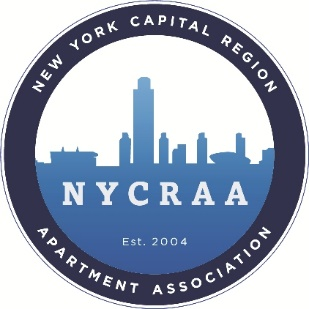 NEW YORK CAPITAL REGION
NYCRAA
Est. 2004
APARTMENT ASSOCIATION